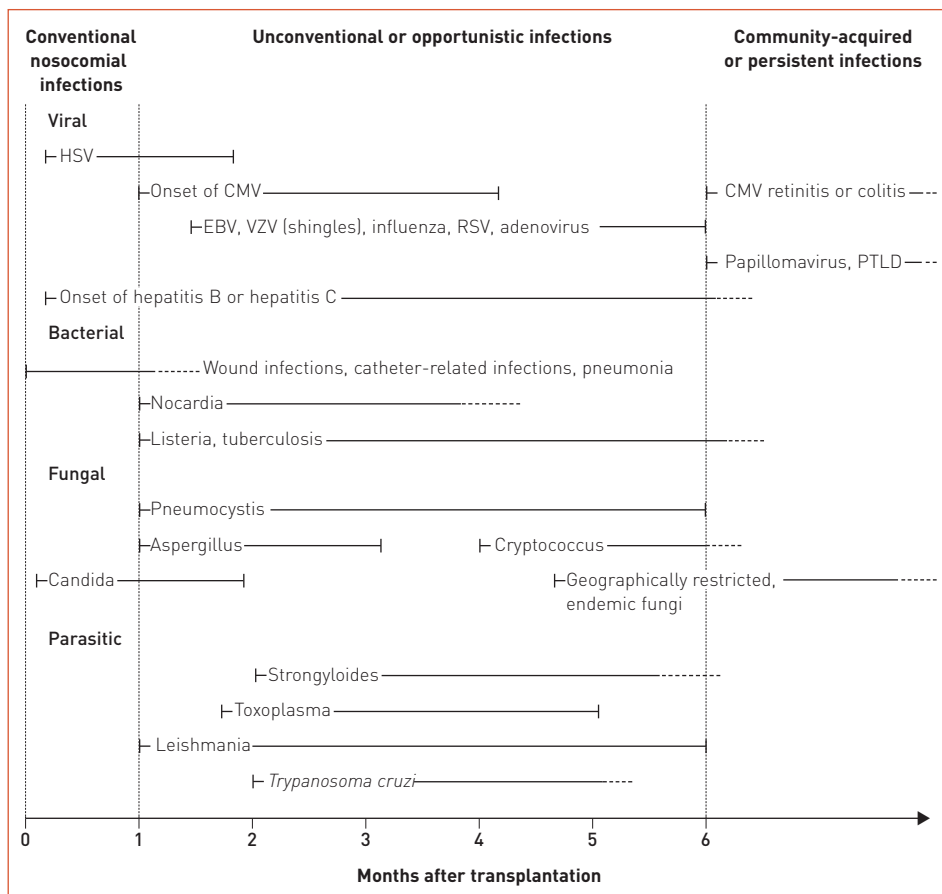 Conventional
nosocomial
infections
Unconventional or opportunistic infections
Community-acquired
or persistent infections
Viral
HSV
Onset of CMV
CMV retinitis or colitis
EBV, VZV (shingles), influenza, RSV, adenovirus
Papillomavirus, PTLD
Onset of hepatitis B or hepatitis C
Bacterial
Wound infections, catheter-related infections, pneumonia
Nocardia
Listeria, tuberculosis
Fungal
Pneumocystis
Aspergillus
Cryptococcus
Candida
Geographically restricted,
endemic fungi
Parasitic
Strongyloides
Toxoplasma
Leishmania
Trypanosoma cruzi
0 1 2 3 4 5 6
Months after transplantation